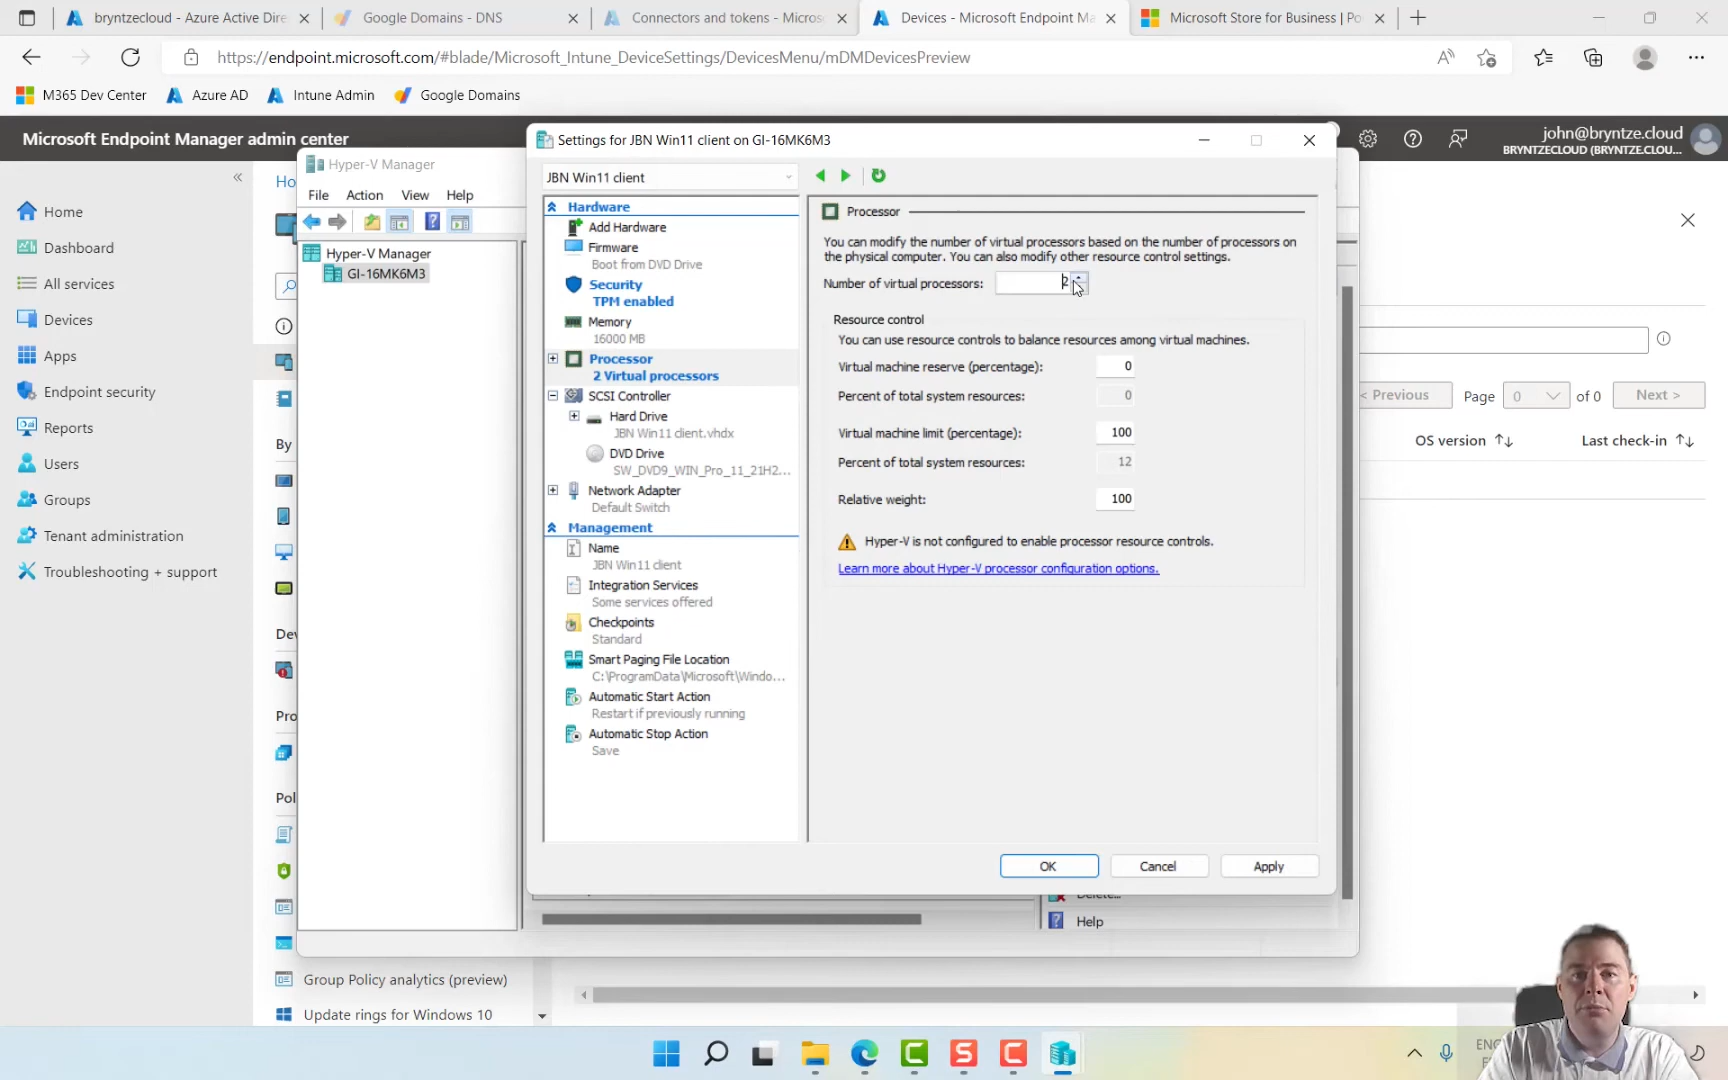 bryntzecloud - Azure Active Dire
Google Domains - DNS
Connectors and tokens - Micros
Devices - Microsoft Endpoint Ma
Microsoft Store for Business | Po
https://endpoint.microsoft.com/#blade/Microsoft_Intune_DeviceSettings/DevicesMenu/mDMDevicesPreview
M365 Dev Center
Azure AD
Intune Admin
Google Domains
Microsoft Endpoint Manager admin center
john@bryntze.cloud
BRYNTZECLOUD (BRYNTZE.CLOU...
Home
Dashboard
All services
Devices
Apps
Endpoint security
Reports
Users
Groups
Tenant administration
Troubleshooting + support
Ho
By
Dev
Pro
Pol
Group Policy analytics (preview)
Update rings for Windows 10
Hyper-V Manager
File Action View Help
Hyper-V Manager
GI-16MK6M3
Settings for JBN Win11 client on GI-16MK6M3
JBN Win11 client
Hardware
Add Hardware
Firmware
Boot from DVD Drive
Security
TPM enabled
Memory
16000 MB
Processor
2 Virtual processors
SCSI Controller
Hard Drive
JBN Win11 client.vhdx
DVD Drive
SW_DVD9_WIN_Pro_11_21H2...
Network Adapter
Default Switch
Management
Name
JBN Win11 client
Integration Services
Some services offered
Checkpoints
Standard
Smart Paging File Location
C:\ProgramData\Microsoft\Windo...
Automatic Start Action
Restart if previously running
Automatic Stop Action
Save
Processor
You can modify the number of virtual processors based on the number of processors on
the physical computer. You can also modify other resource control settings.
Number of virtual processors: 2
Resource control
You can use resource controls to balance resources among virtual machines.
Virtual machine reserve (percentage): 0
Percent of total system resources: 0
Virtual machine limit (percentage): 100
Percent of total system resources: 12
Relative weight: 100
Hyper-V is not configured to enable processor resource controls.
Learn more about Hyper-V processor configuration options.
OK
Cancel
Apply
Delete...
Help
< Previous Page 0 of 0 Next >
OS version
Last check-in